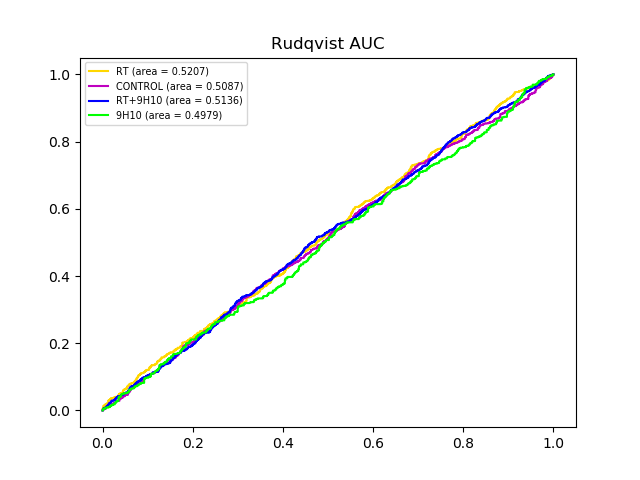 Rudqvist AUC
RT (area = 0.5207)
CONTROL (area = 0.5087)
RT+9H10 (area = 0.5136)
9H10 (area = 0.4979)
1.0
0.8
0.6
0.4
0.2
0.0
0.0 0.2 0.4 0.6 0.8 1.0